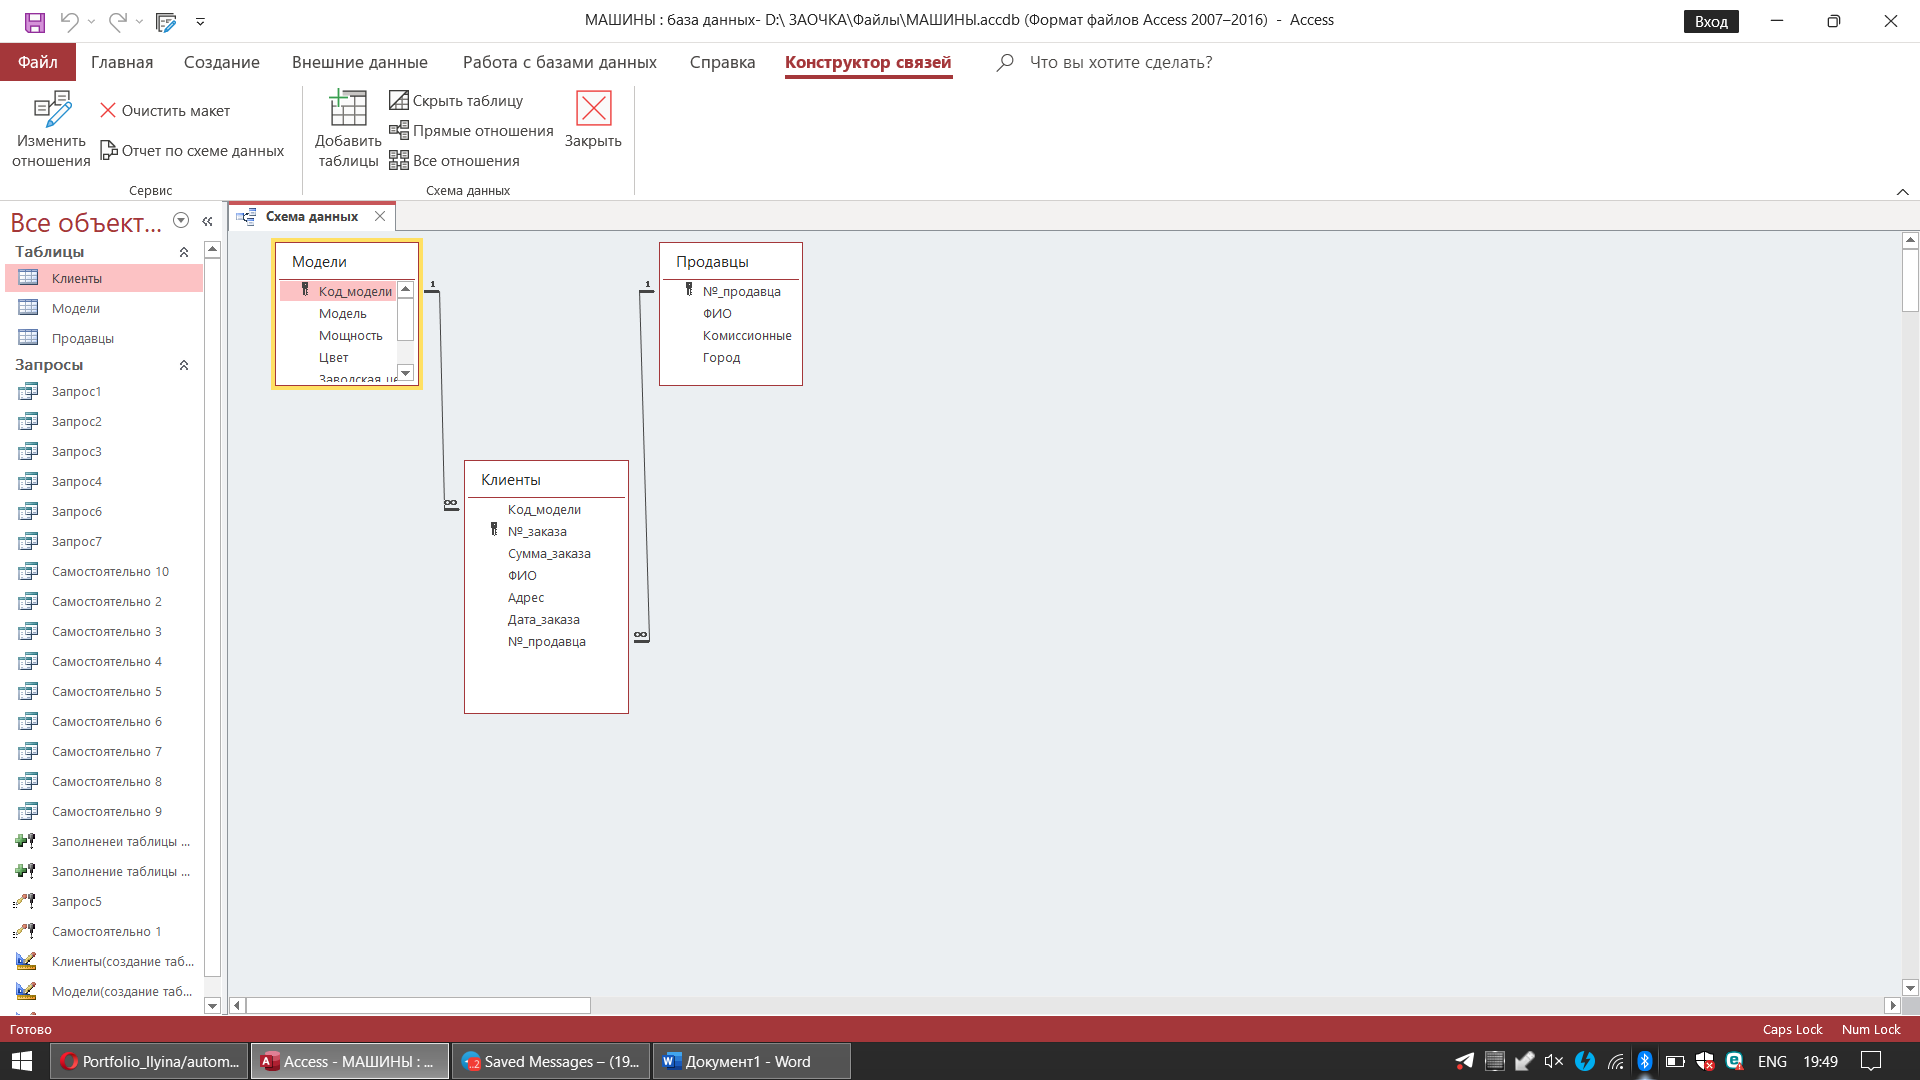 МАШИНЫ : база данных- D:\ ЗАОЧКА\Файлы\МАШИНЫ.accdb (Формат файлов Access 2007–2016) - Access
Вход
Файл
Главная
Создание
Внешние данные
Работа с базами данных
Справка
Конструктор связей
Что вы хотите сделать?
Изменить
отношения
Очистить макет
Отчет по схеме данных
Сервис
Добавить
таблицы
Скрыть таблицу
Прямые отношения
Все отношения
Закрыть
Схема данных
Все объект...
Таблицы
Клиенты
Модели
Продавцы
Запросы
Запрос1
Запрос2
Запрос3
Запрос4
Запрос6
Запрос7
Самостоятельно 10
Самостоятельно 2
Самостоятельно 3
Самостоятельно 4
Самостоятельно 5
Самостоятельно 6
Самостоятельно 7
Самостоятельно 8
Самостоятельно 9
Заполненеи таблицы ...
Заполнение таблицы ...
Запрос5
Самостоятельно 1
Клиенты(создание таб...
Модели(создание таб...
Схема данных
Модели
Код_модели
Модель
Мощность
Цвет
1
∞
Продавцы
№_продавца
ФИО
Комиссионные
Город
1
∞
Клиенты
Код_модели
№_заказа
Сумма_заказа
ФИО
Адрес
Дата_заказа
№_продавца
Готово
Caps Lock
Num Lock
Portfolio_Ilyina/autom...
Access - МАШИНЫ : ...
Saved Messages – (19...
Документ1 - Word
ENG
19:49